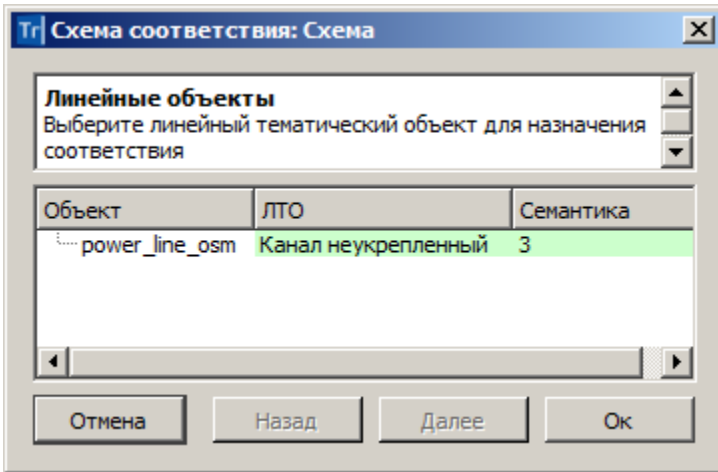 Tr Схема соответствия: Схема
Линейные объекты
Выберите линейный тематический объект для назначения
соответствия
Объект ЛТО Семантика
power_line_osm Канал неукрепленный 3
Отмена Назад Далее Ок